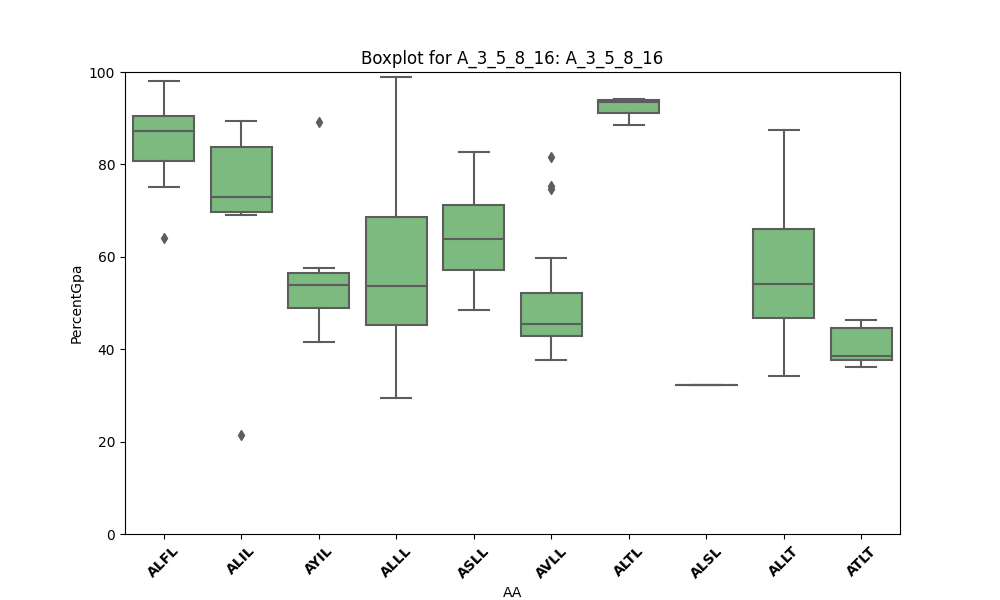 Boxplot for A_3_5_8_16: A_3_5_8_16
100
80
60
40
20
0
PercentGpa
ALFL
ALIL
AYIL
ALLL
ASLL
AVLL
ALTL
ALSL
ALLT
ATLT
AA